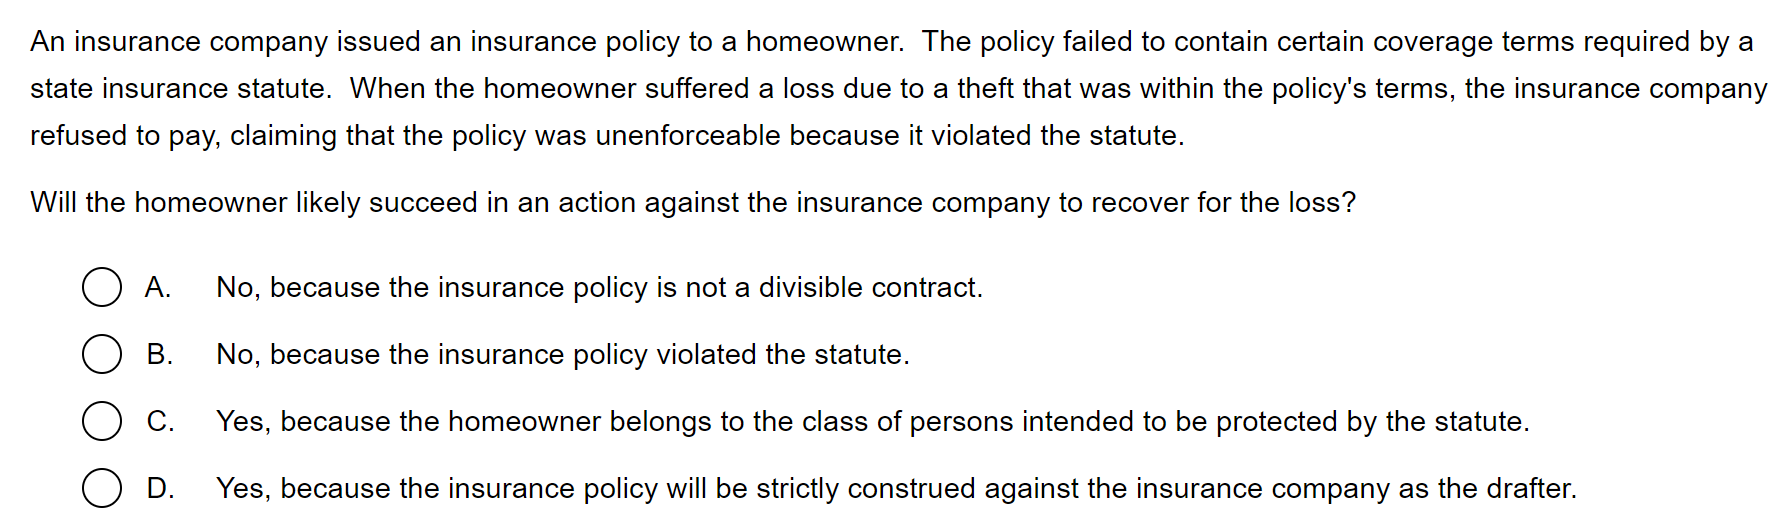 An insurance company issued an insurance policy to a homeowner.  The policy failed to contain certain coverage terms required by a
state insurance statute.  When the homeowner suffered a loss due to a theft that was within the policy's terms, the insurance company
refused to pay, claiming that the policy was unenforceable because it violated the statute.
Will the homeowner likely succeed in an action against the insurance company to recover for the loss?
A. No, because the insurance policy is not a divisible contract.
B. No, because the insurance policy violated the statute.
C. Yes, because the homeowner belongs to the class of persons intended to be protected by the statute.
D. Yes, because the insurance policy will be strictly construed against the insurance company as the drafter.